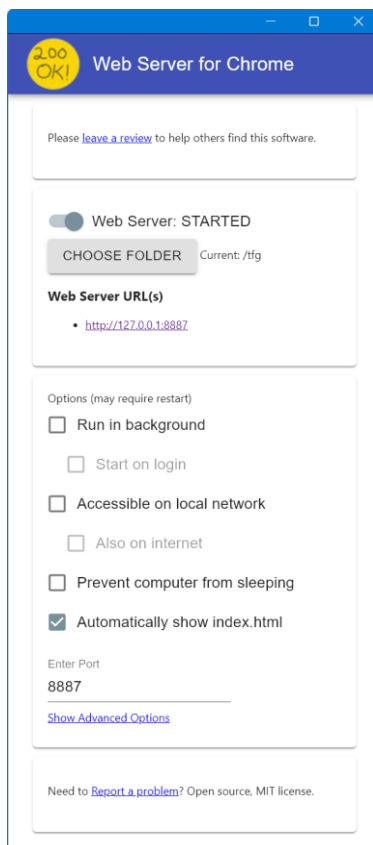 200
OK!
Web Server for Chrome
Please leave a review to help others find this software.
Web Server: STARTED
CHOOSE FOLDER Current: /tfg
Web Server URL(s)
http://127.0.0.1:8887
Options (may require restart)
Run in background
Start on login
Accessible on local network
Also on internet
Prevent computer from sleeping
Automatically show index.html
Enter Port
8887
Show Advanced Options
Need to Report a problem? Open source, MIT license.